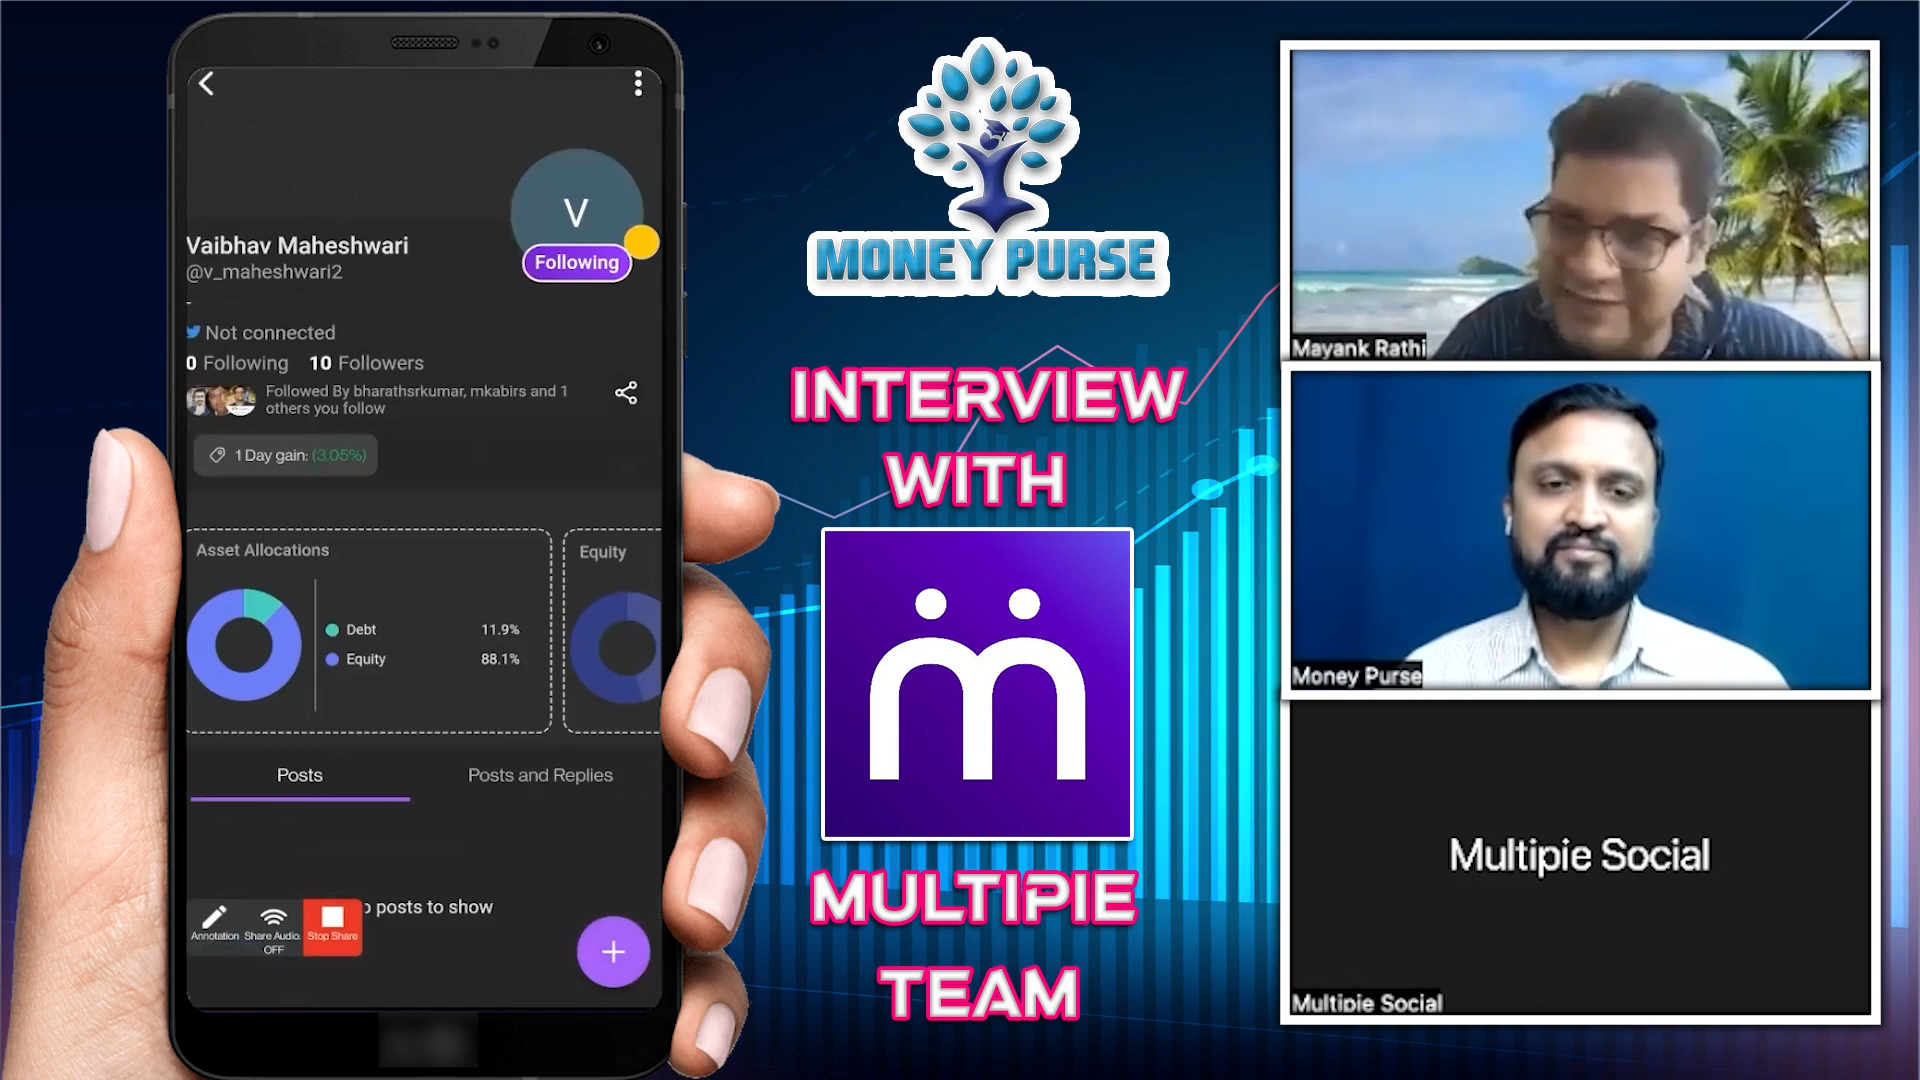 V
Vaibhav Maheshwari
Following
@v_maheshwari2
-
Not connected
0 Following 10 Followers
Followed By bharathsrkumar, mkabirs and 1
others you follow
1 Day gain: (3.05%)
Asset Allocations
Debt 11.9%
Equity 88.1%
Equity
Posts Posts and Replies
posts to show
Annotation Share Audio: Stop Share
OFF
+
MONEY PURSE
INTERVIEW
WITH
m
MULTIPIE
TEAM
Mayank Rathi
Money Purse
Multipie Social
Multipie Social